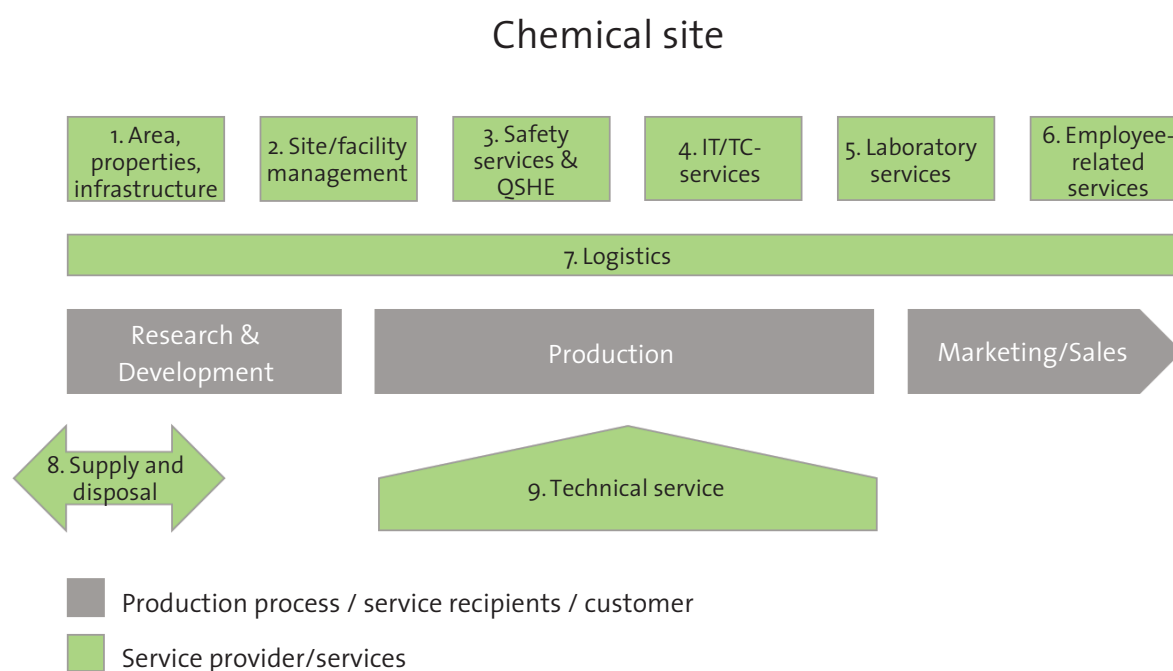 Chemical site
1. Area,
properties,
infrastructure
2. Site/facility
management
3. Safety
services &
QSHE
4. IT/TC-
services
5. Laboratory
services
6. Employee-
related
services
7. Logistics
Research &
Development
Production
Marketing/Sales
8. Supply and
disposal
9. Technical service
Production process / service recipients / customer
Service provider/services